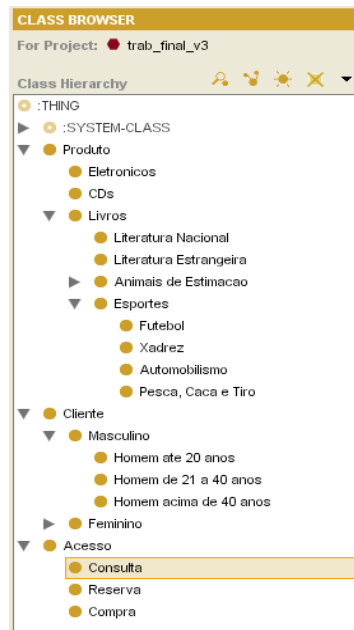 CLASS BROWSER
For Project: trab_final_v3
Class Hierarchy
:THING
:SYSTEM-CLASS
Produto
Eletronicos
CDs
Livros
Literatura Nacional
Literatura Estrangeira
Animais de Estimacao
Esportes
Futebol
Xadrez
Automobilismo
Pesca, Caca e Tiro
Cliente
Masculino
Homem ate 20 anos
Homem de 21 a 40 anos
Homem acima de 40 anos
Feminino
Acesso
Consulta
Reserva
Compra